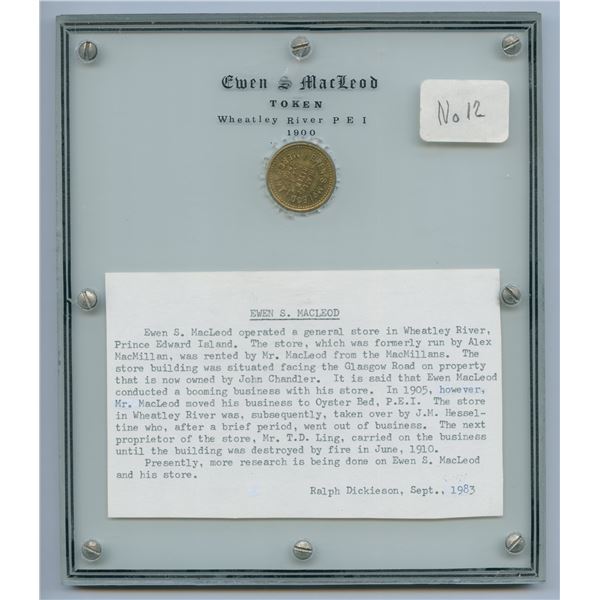 Ewen S MacLeod
TOKEN
Wheatley River P E I
1900
No 12
EWEN S. MACLEOD
Ewen S. MacLeod operated a general store in Wheatley River,
Prince Edward Island. The store, which was formerly run by Alex
MacMillan, was rented by Mr. MacLeod from the MacMillans. The
store building was situated facing the Glasgow Road on property
that is now owned by John Chandler. It is said that Ewen MacLeod
conducted a booming business with his store. In 1905, however,
Mr. MacLeod moved his business to Oyster Bed, P.E.I. The store
in Wheatley River was, subsequently, taken over by J.M. Hessel-
tine who, after a brief period, went out of business. The next
proprietor of the store, Mr. T.D. Ling, carried on the business
until the building was destroyed by fire in June, 1910.
Presently, more research is being done on Ewen S. MacLeod
and his store.
Ralph Dickieson, Sept., 1983